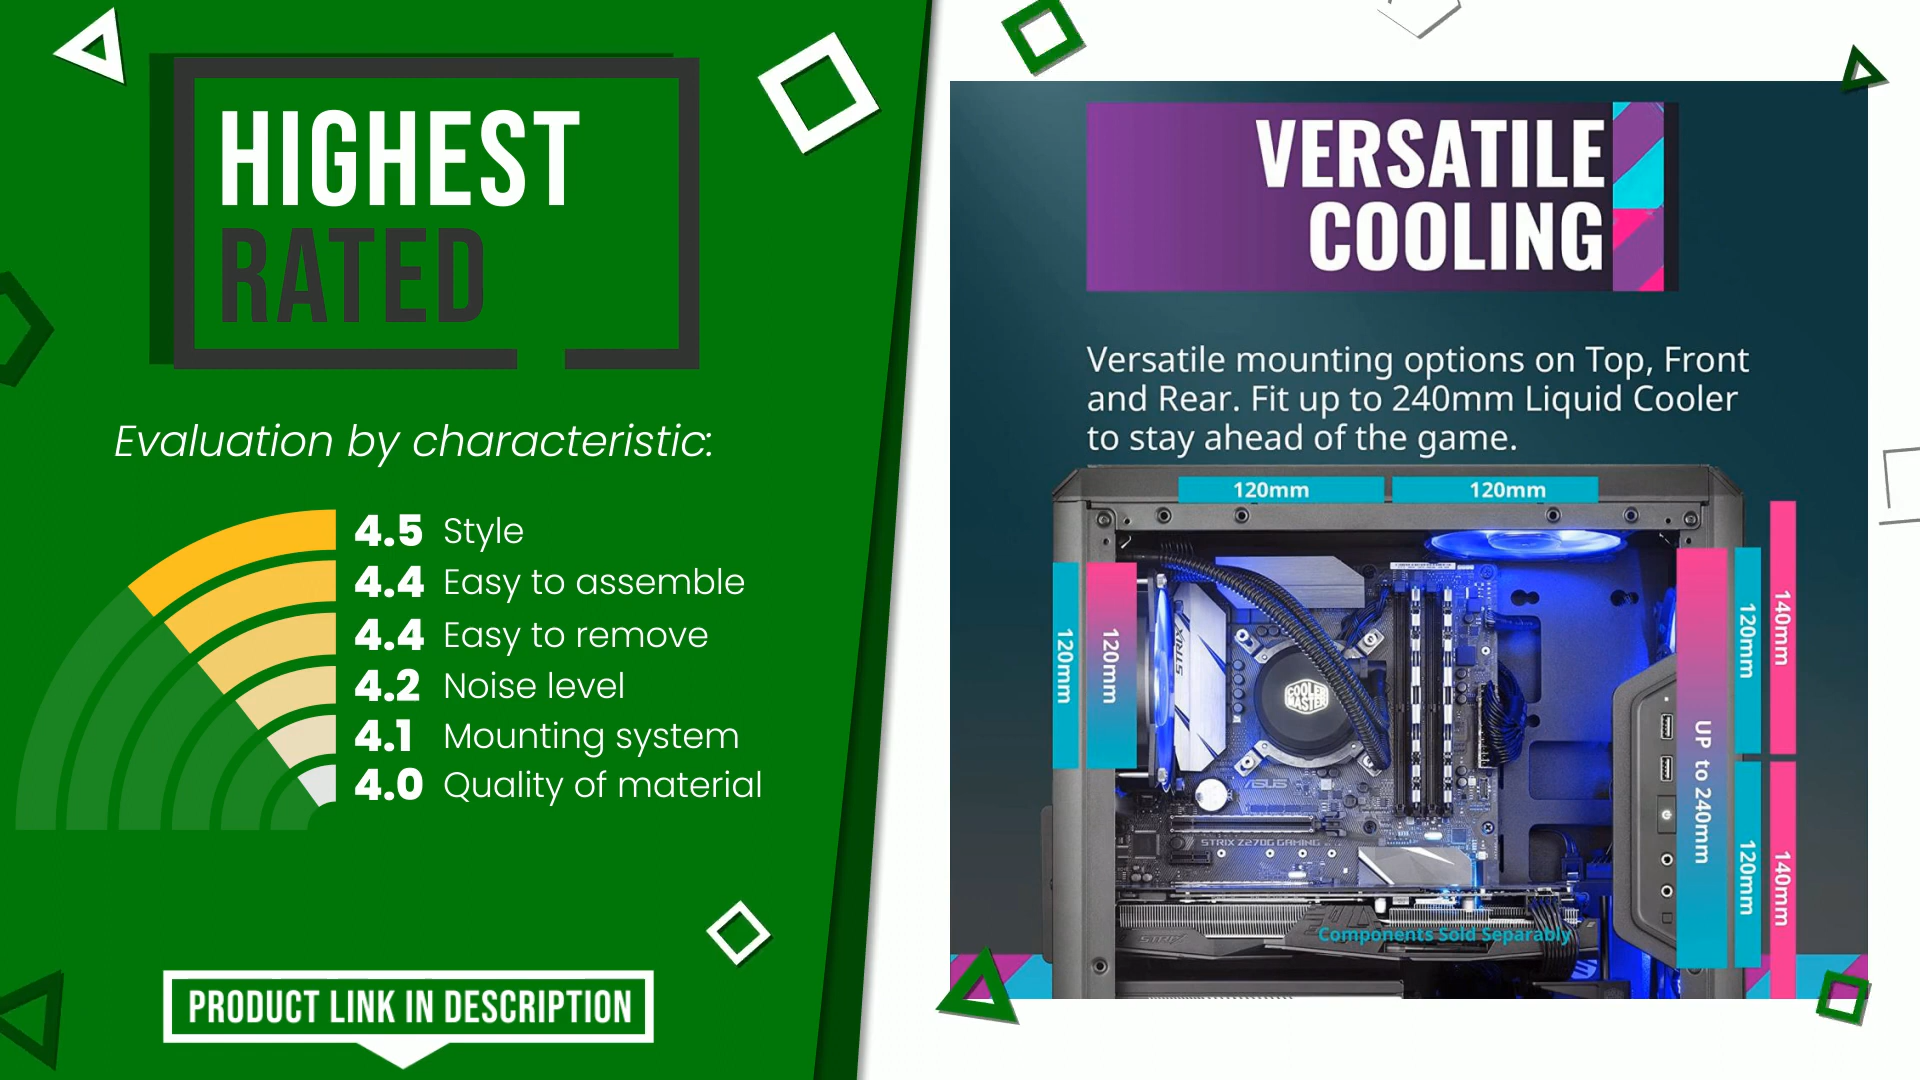 HIGHEST
RATED
Evaluation by characteristic:
4.5 Style
4.4 Easy to assemble
4.4 Easy to remove
4.2 Noise level
4.1 Mounting system
4.0 Quality of material
PRODUCT LINK IN DESCRIPTION
VERSATILE
COOLING
Versatile mounting options on Top, Front
and Rear. Fit up to 240mm Liquid Cooler
to stay ahead of the game.
120mm 120mm
120mm
120mm
STRIX
COOLER
MASTER
ASUS
STRIX Z270G GAMING
STRIX
UP to 240mm
120mm
120mm
140mm
140mm
Components Sold Separably